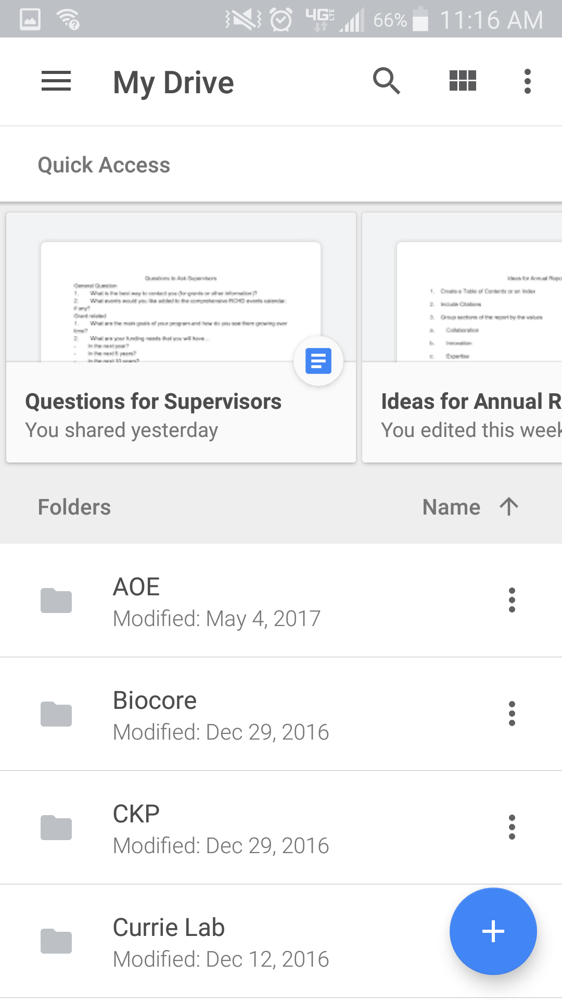 4G LTE 66% 11:16 AM
My Drive
Quick Access
Questions to Ask Supervisors
General Question
1. What is the best way to contact you (for grants or other information)?
2. What events would you like added to the comprehensive RCHD events calendar,
if any?
Grant related
1. What are the main goals of your program and how do you see them growing over
time?
2. What are your funding needs that you will have...
- In the next year?
- In the next 5 years?
- In the next 10 years?
Questions for Supervisors
You shared yesterday
Ideas for Annual Repo
1. Create a Table of Contents or an Index
2. Include Citations
3. Group sections of the report by the values
a. Collaboration
b. Innovation
c. Expertise
Ideas for Annual R
You edited this week
Folders
Name
AOE
Modified: May 4, 2017
Biocore
Modified: Dec 29, 2016
CKP
Modified: Dec 29, 2016
Currie Lab
Modified: Dec 12, 2016